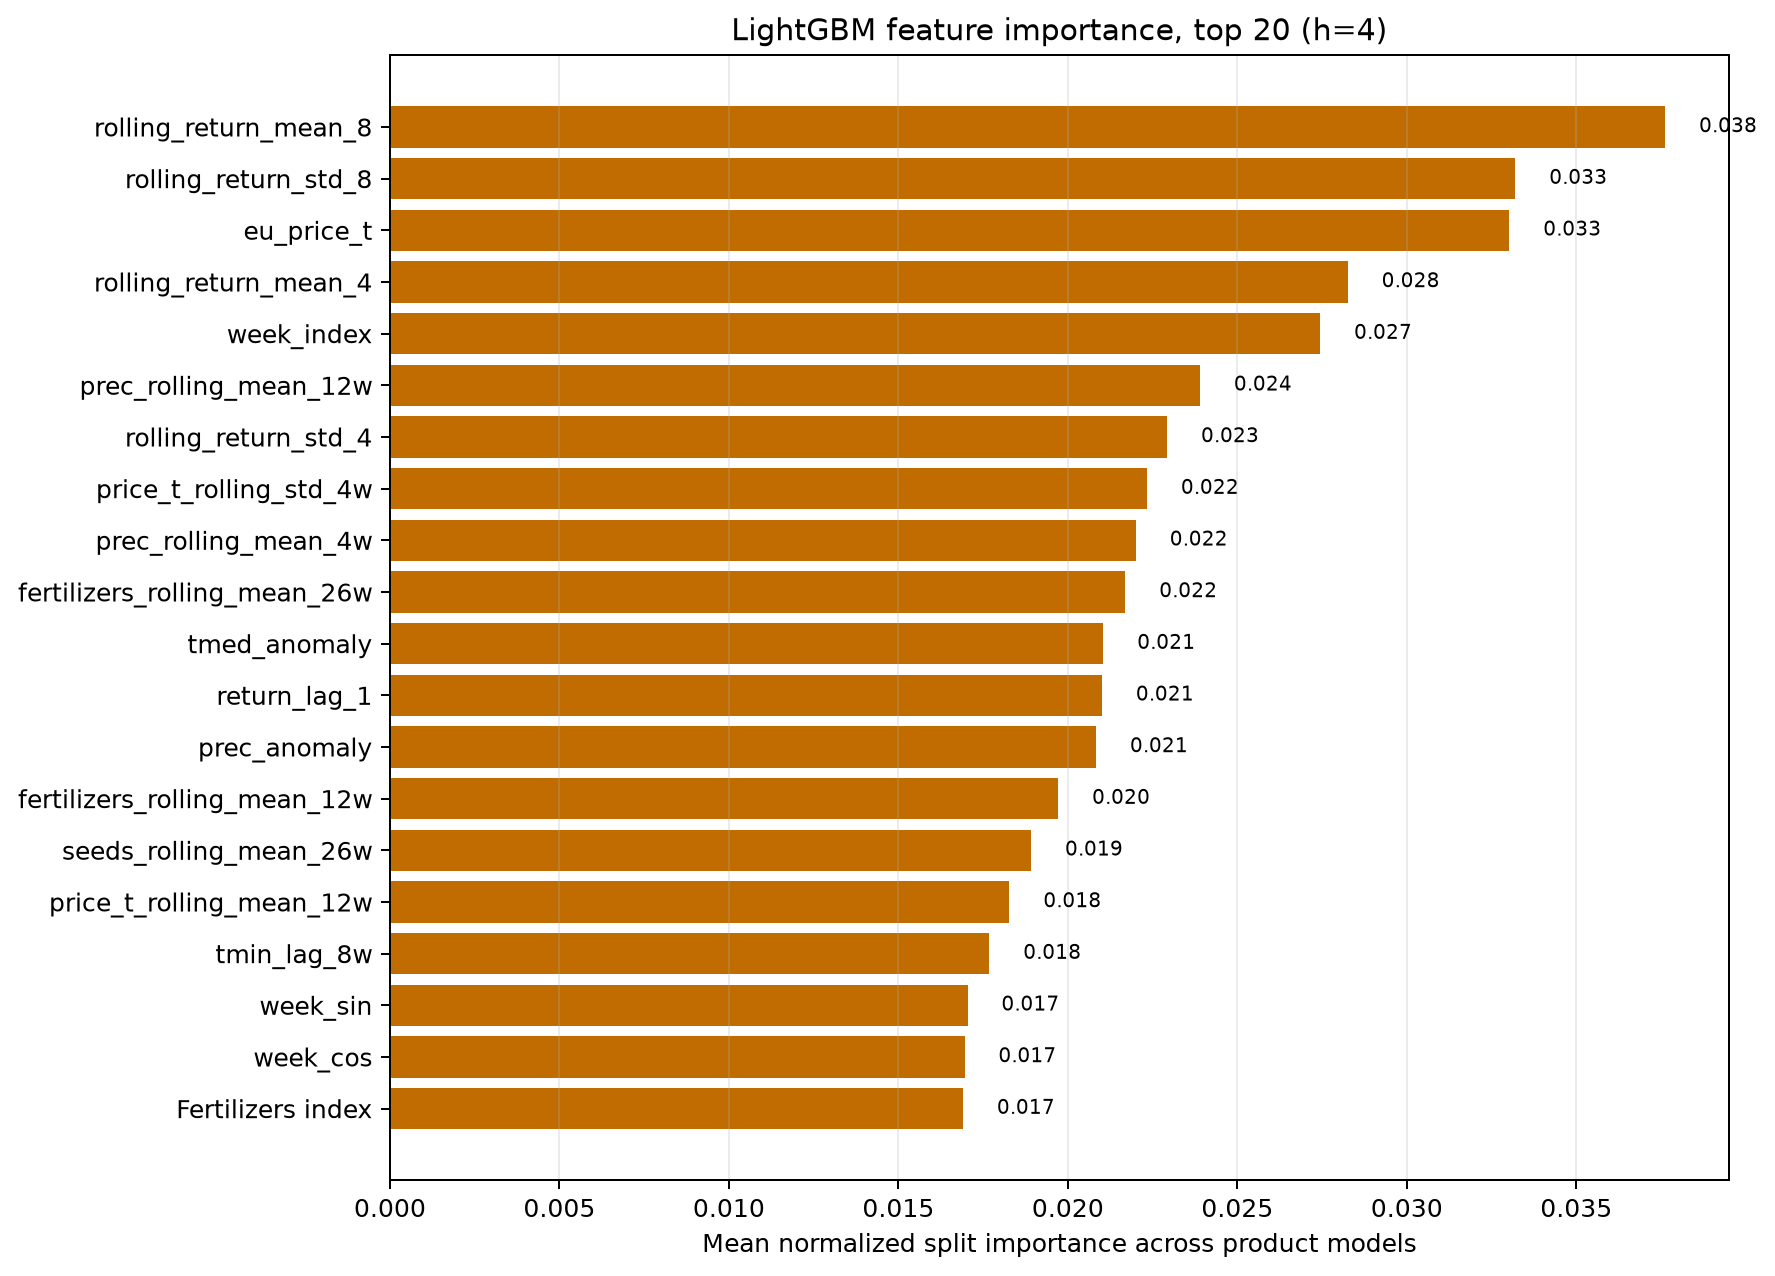 LightGBM feature importance, top 20 (h=4)
rolling_return_mean_8 0.038
rolling_return_std_8 0.033
eu_price_t 0.033
rolling_return_mean_4 0.028
week_index 0.027
prec_rolling_mean_12w 0.024
rolling_return_std_4 0.023
price_t_rolling_std_4w 0.022
prec_rolling_mean_4w 0.022
fertilizers_rolling_mean_26w 0.022
tmed_anomaly 0.021
return_lag_1 0.021
prec_anomaly 0.021
fertilizers_rolling_mean_12w 0.020
seeds_rolling_mean_26w 0.019
price_t_rolling_mean_12w 0.018
tmin_lag_8w 0.018
week_sin 0.017
week_cos 0.017
Fertilizers index 0.017
0.000 0.005 0.010 0.015 0.020 0.025 0.030 0.035
Mean normalized split importance across product models